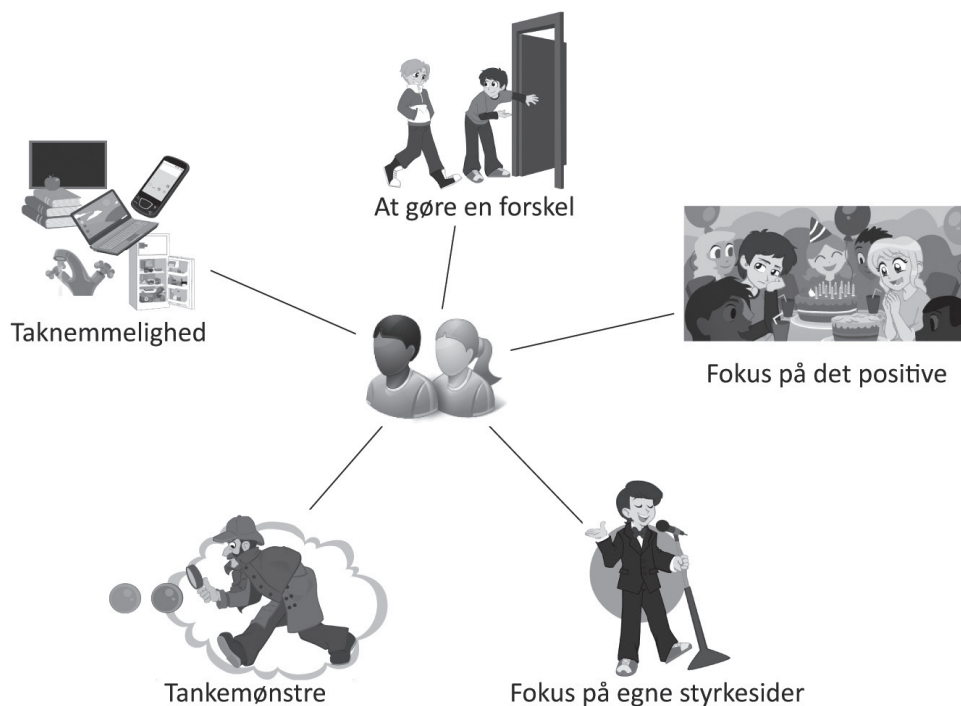 At gøre en forskel
Taknemmelighed
Fokus på det positive
Tankemønstre
Fokus på egne styrkesider